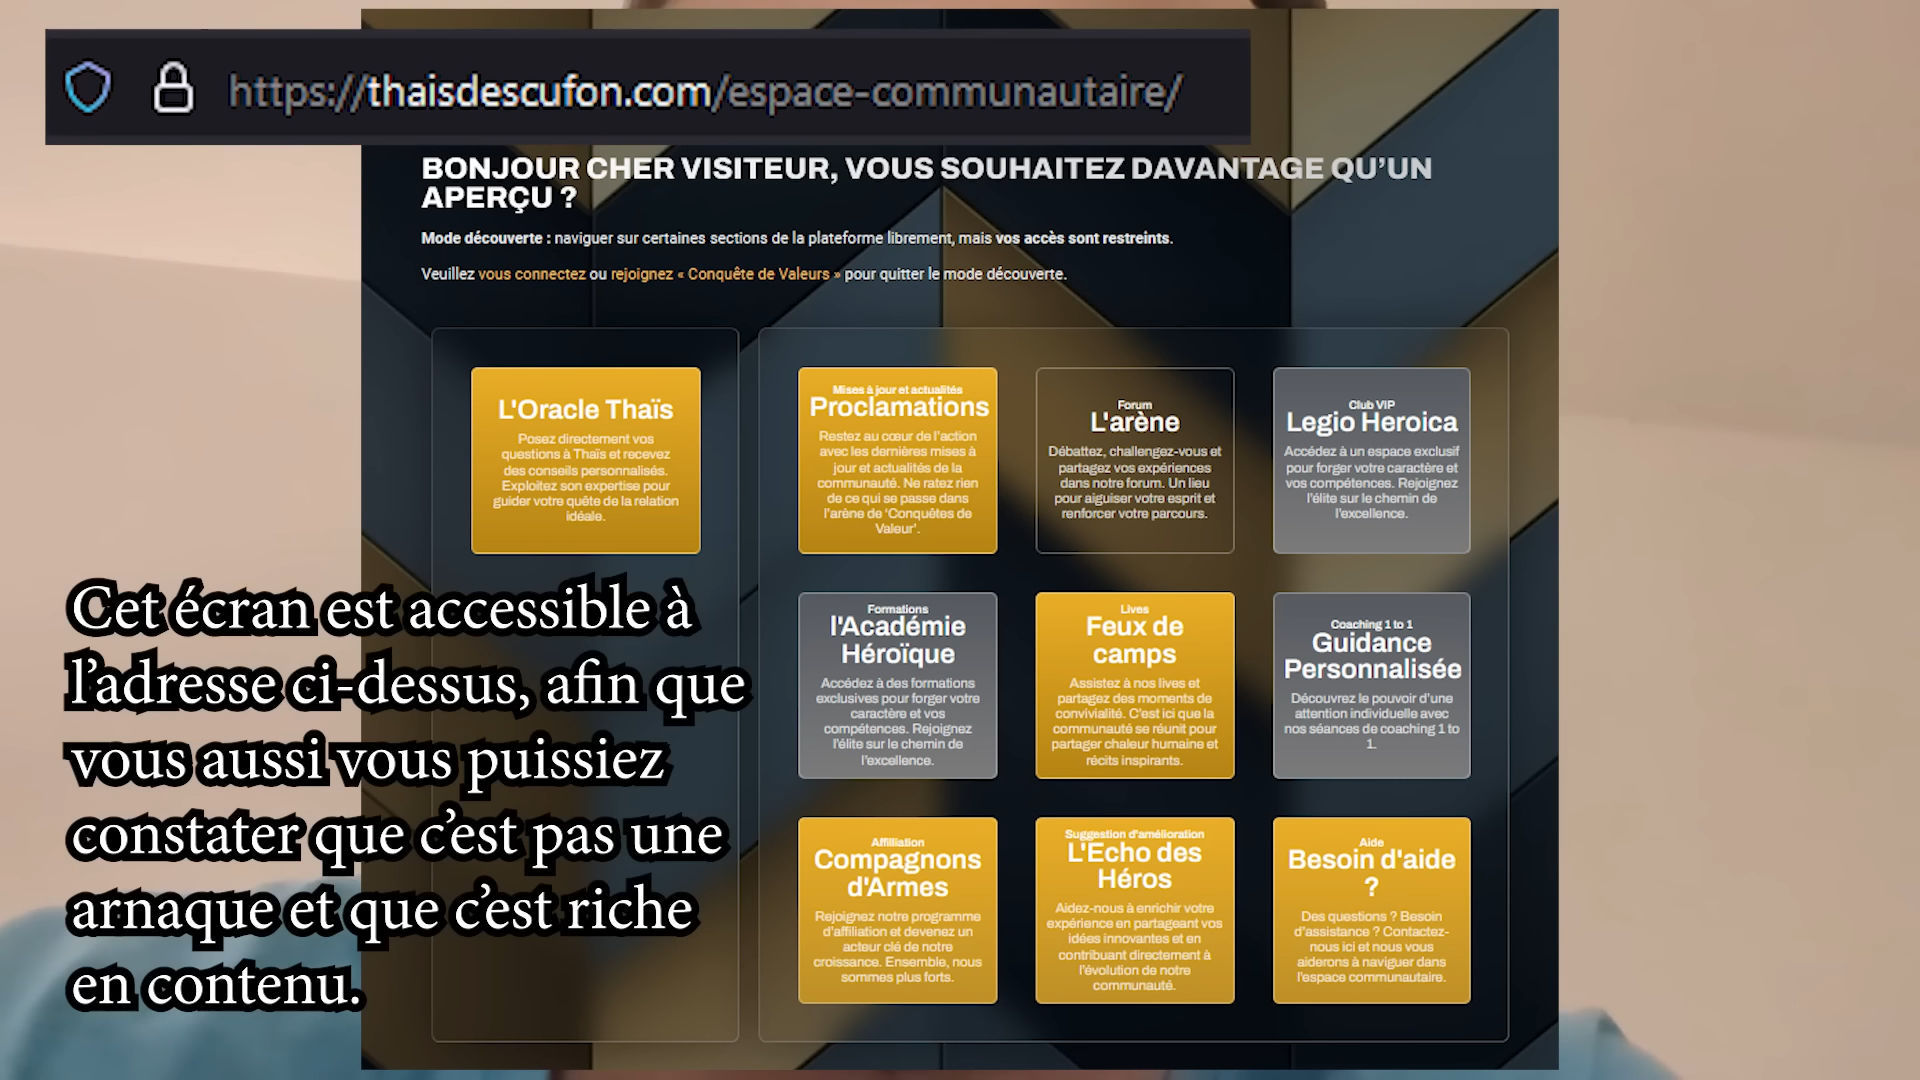 https://thaisdescufon.com/espace-communautaire/
BONJOUR CHER VISITEUR, VOUS SOUHAITEZ DAVANTAGE QU’UN
APERÇU ?
Mode découverte : naviguer sur certaines sections de la plateforme librement, mais vos accès sont restreints.
Veuillez vous connectez ou rejoignez « Conquête de Valeurs » pour quitter le mode découverte.
L'Oracle Thaïs
Posez directement vos
questions à Thaïs et recevez
des conseils personnalisés.
Exploitez son expertise pour
guider votre quête de la relation
idéale.
Mises à jour et actualités
Proclamations
Restez au cœur de l’action
avec les dernières mises à
jour et actualités de la
communauté. Ne ratez rien
de ce qui se passe dans
l’arène de ‘Conquêtes de
Valeur’.
Forum
L'arène
Débattez, challengez-vous et
partagez vos expériences
dans notre forum. Un lieu
pour aiguiser votre esprit et
renforcer votre parcours.
Club VIP
Legio Heroica
Accédez à un espace exclusif
pour forger votre caractère et
vos compétences. Rejoignez
l’élite sur le chemin de
l’excellence.
Formations
l'Académie
Héroïque
Accédez à des formations
exclusives pour forger votre
caractère et vos
compétences. Rejoignez
l’élite sur le chemin de
l’excellence.
Lives
Feux de
camps
Assistez à nos lives et
partagez des moments de
convivialité. C’est ici que la
communauté se réunit pour
partager chaleur humaine et
récits inspirants.
Coaching 1 to 1
Guidance
Personnalisée
Découvrez le pouvoir d’une
attention individuelle avec
nos séances de coaching 1 to
1.
Affilliation
Compagnons
d'Armes
Rejoignez notre programme
d’affiliation et devenez un
acteur clé de notre
croissance. Ensemble, nous
sommes plus forts.
Suggestion d'amélioration
L'Echo des
Héros
Aidez-nous à enrichir votre
expérience en partageant vos
idées innovantes et en
contribuant directement à
l’évolution de notre
communauté.
Aide
Besoin d'aide
?
Des questions ? Besoin
d’assistance ? Contactez-
nous ici et nous vous
aiderons à naviguer dans
l’espace communautaire.
Cet écran est accessible à
l’adresse ci-dessus, afin que
vous aussi vous puissiez
constater que c’est pas une
arnaque et que c’est riche
en contenu.